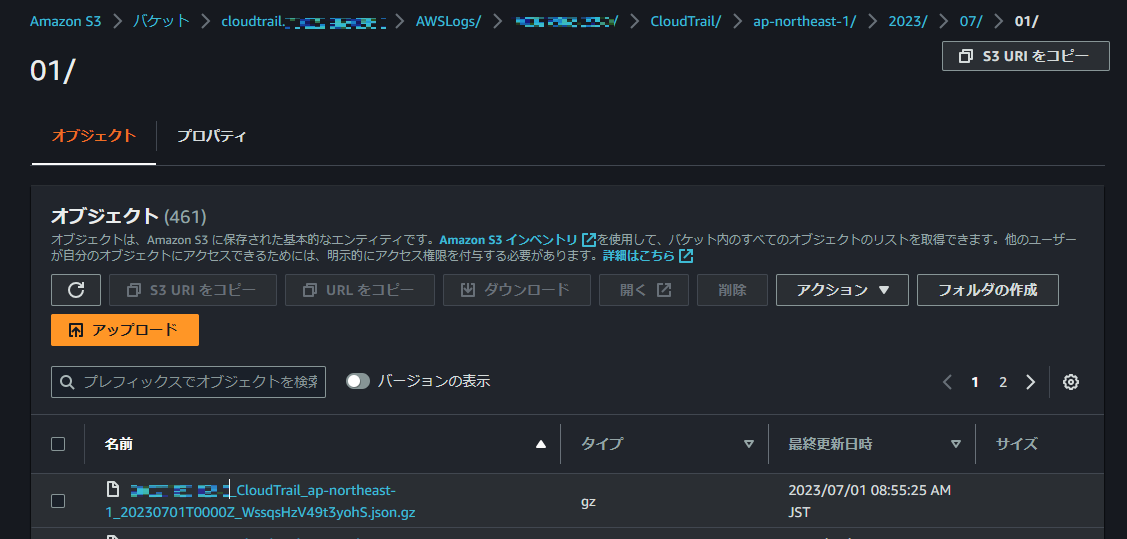 Amazon S3 > バケット > cloudtrail. > AWSLogs/ > / > CloudTrail/ > ap-northeast-1/ > 2023/ > 07/ > 01/
01/
S3 URI をコピー
オブジェクト プロパティ
オブジェクト (461)
オブジェクトは、Amazon S3 に保存された基本的なエンティティです。Amazon S3 インベントリ を使用して、バケット内のすべてのオブジェクトのリストを取得できます。他のユーザー
が自分のオブジェクトにアクセスできるためには、明示的にアクセス権限を付与する必要があります。詳細はこちら
S3 URI をコピー URL をコピー ダウンロード 開く 削除 アクション フォルダの作成
アップロード
プレフィックスでオブジェクトを検索 バージョンの表示 1 2
名前 タイプ 最終更新日時 サイズ
_CloudTrail_ap-northeast- 2023/07/01 08:55:25 AM
1_20230701T0000Z_WssqsHzV49t3yohS.json.gz gz JST